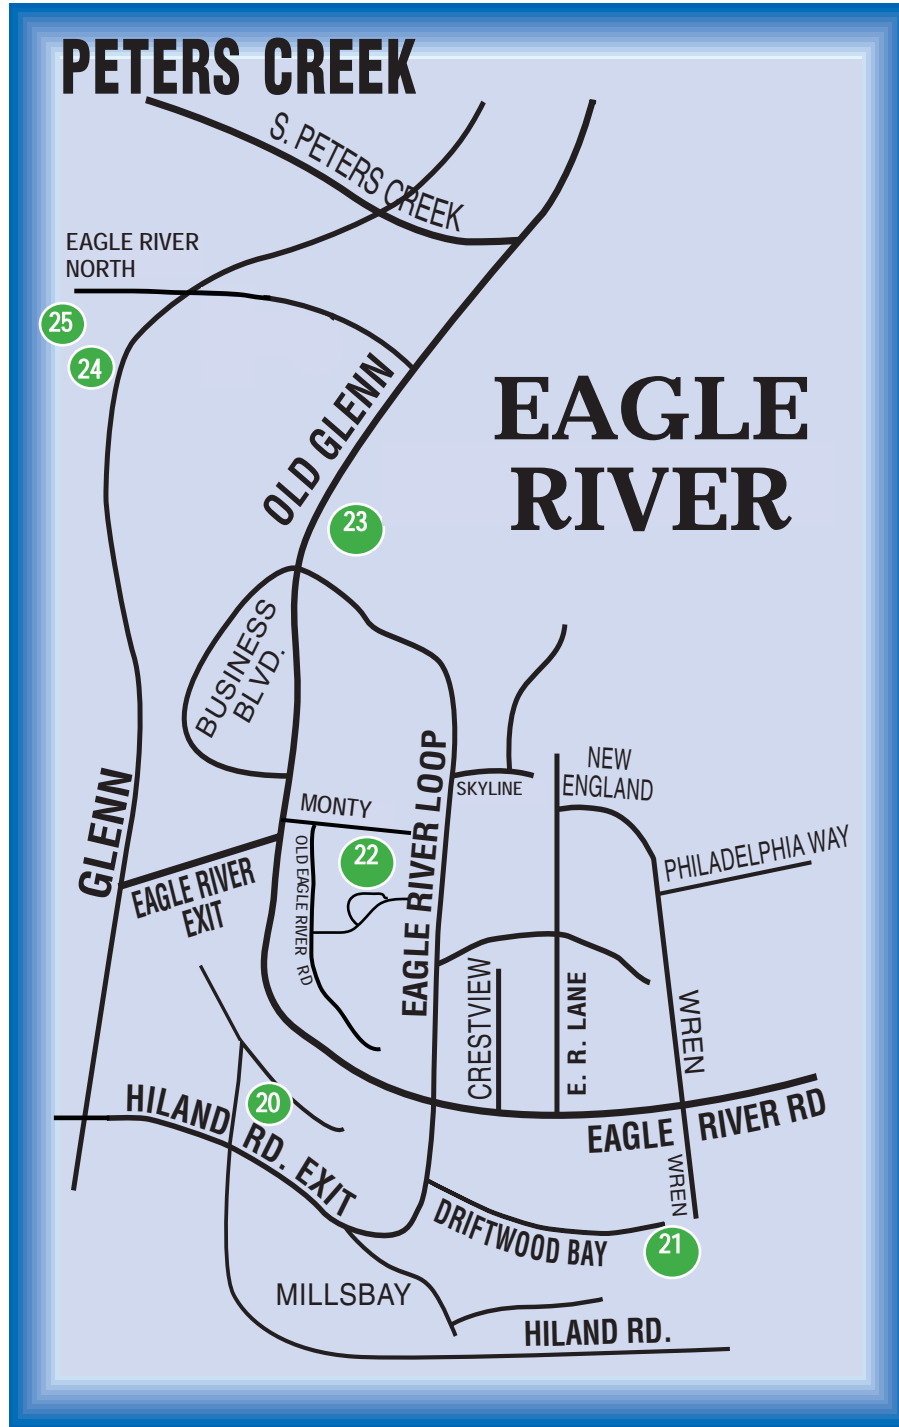 PETERS CREEK
S. PETERS CREEK
EAGLE RIVER
NORTH
25
24
OLD GLENN
EAGLE
RIVER
23
BUSINESS
BLVD.
GLENN
EAGLE RIVER LOOP
SKYLINE
NEW
ENGLAND
MONTY
PHILADELPHIA WAY
OLD EAGLE RIVER RD
22
EAGLE RIVER
EXIT
CRESTVIEW
E. R. LANE
WREN
20
HILAND RD. EXIT
EAGLE RIVER RD
WREN
DRIFTWOOD BAY
21
MILLSBAY
HILAND RD.